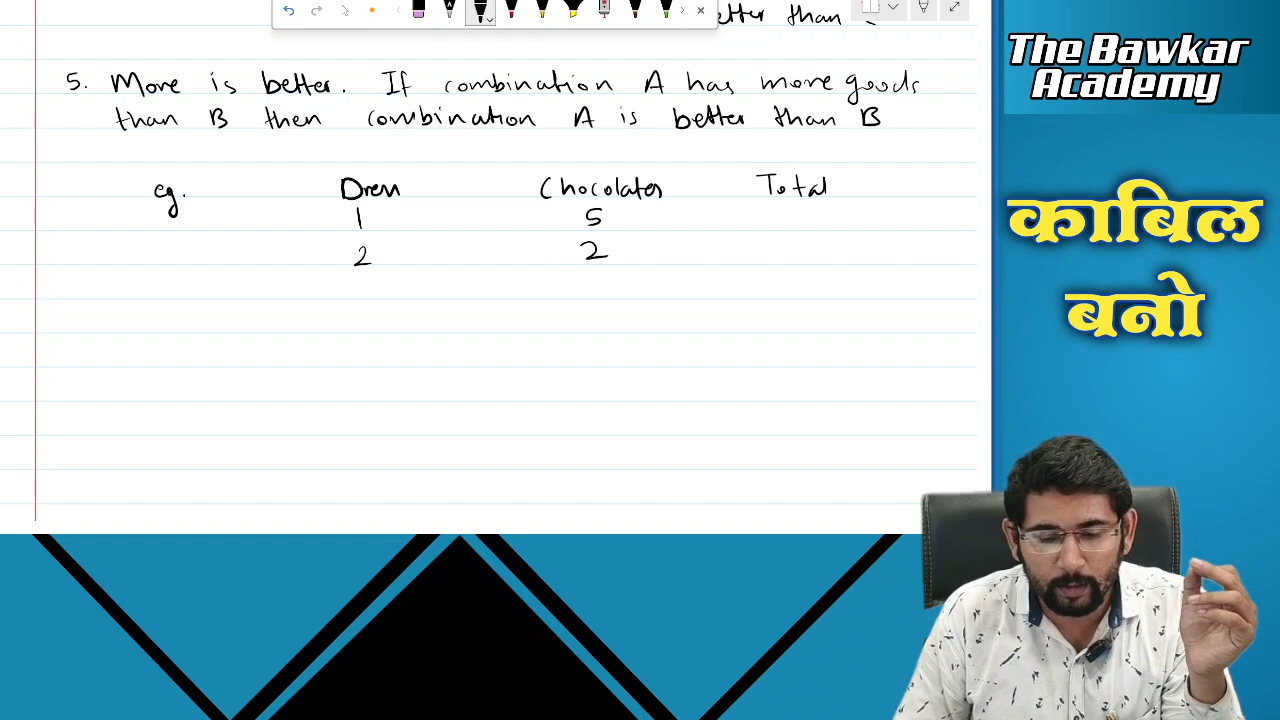 etter than
5. More is better. If combination A has more goods
than B then combination A is better than B
eg. Dress Chocolates Total
1 5
2 2
The Bawkar
Academy
काबिल
बनो